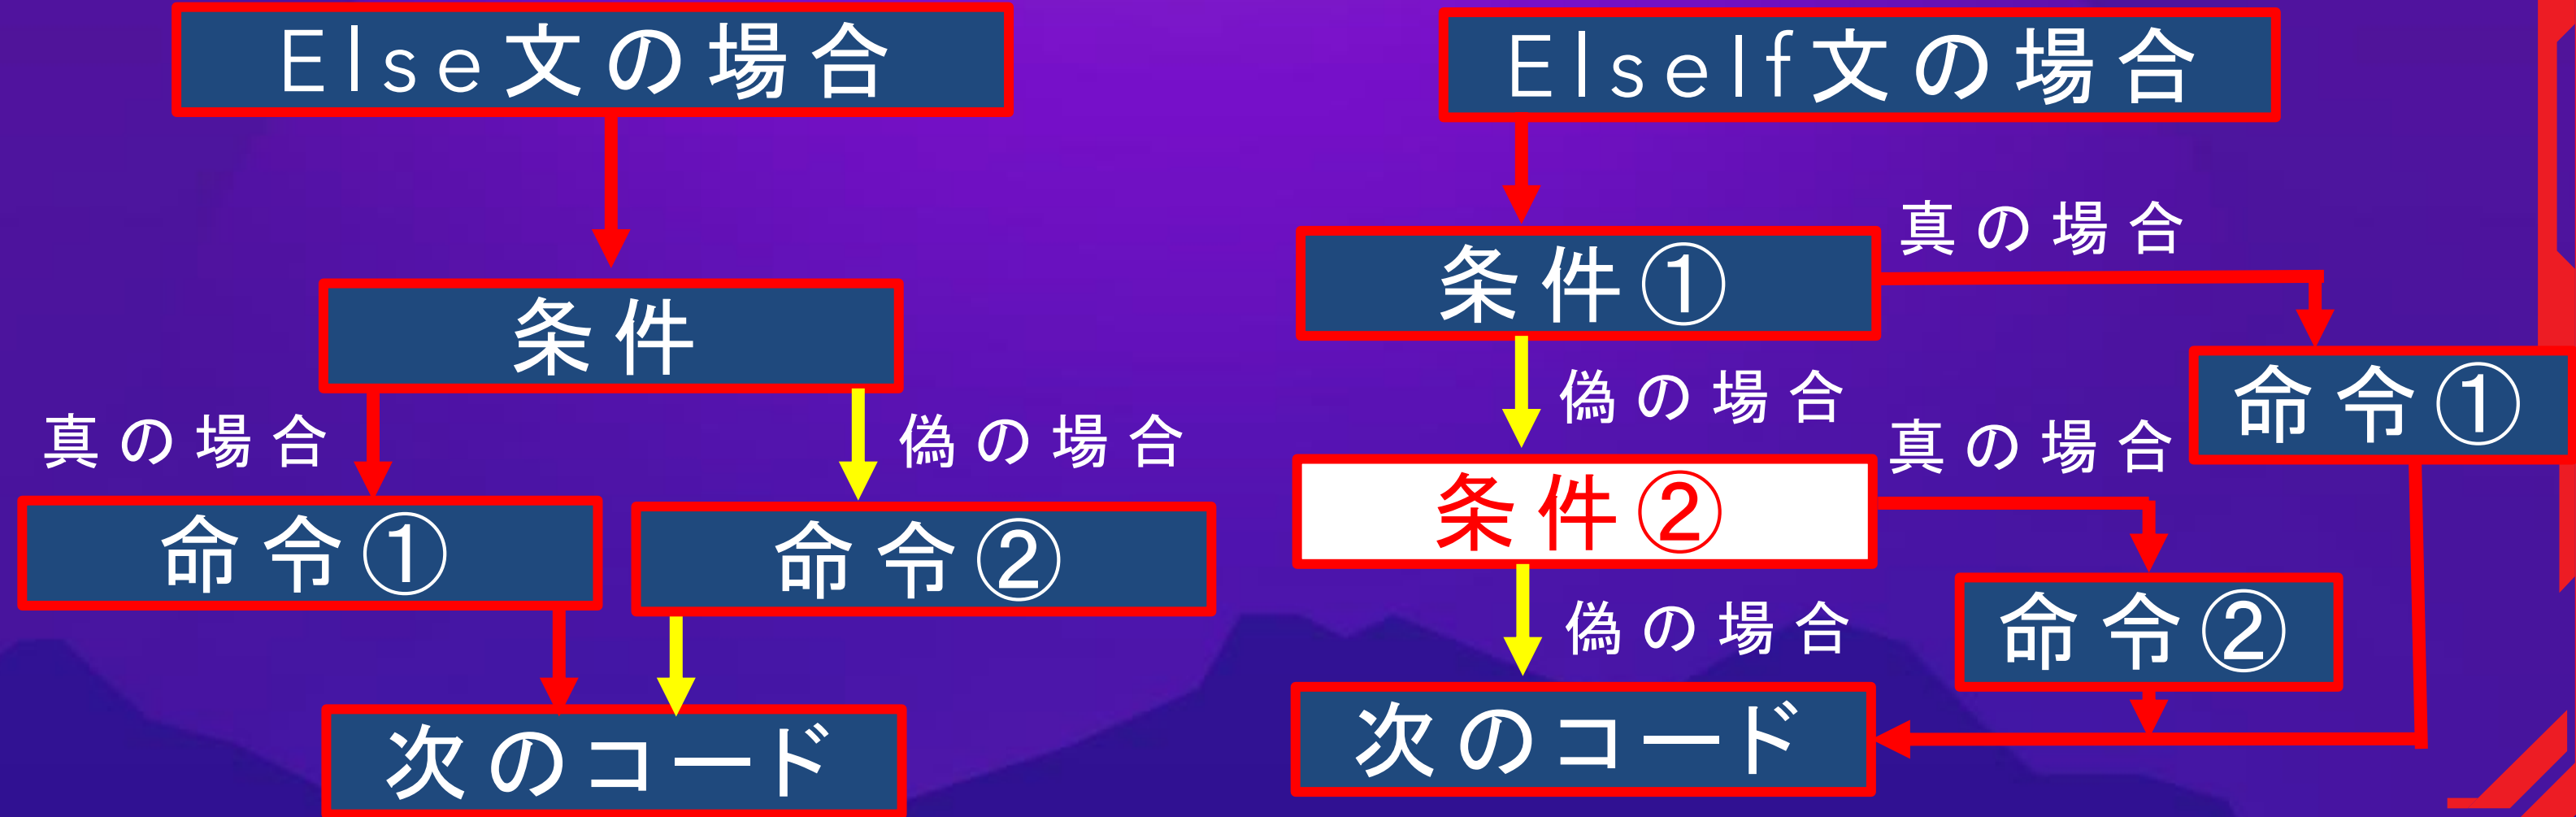 Else文の場合
条件
真の場合
偽の場合
命令①
命令②
次のコード
ElseIf文の場合
条件①
真の場合
命令①
偽の場合
条件②
真の場合
命令②
偽の場合
次のコード